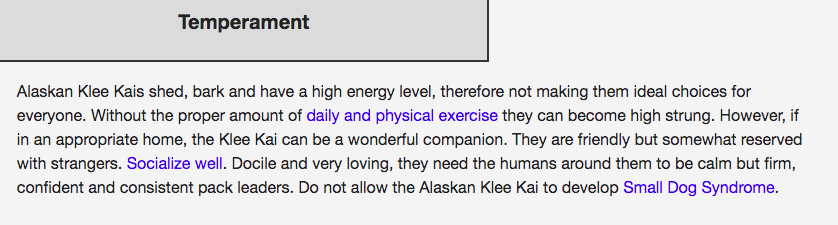 Temperament
Alaskan Klee Kais shed, bark and have a high energy level, therefore not making them ideal choices for
everyone. Without the proper amount of daily and physical exercise they can become high strung. However, if
in an appropriate home, the Klee Kai can be a wonderful companion. They are friendly but somewhat reserved
with strangers. Socialize well. Docile and very loving, they need the humans around them to be calm but firm,
confident and consistent pack leaders. Do not allow the Alaskan Klee Kai to develop Small Dog Syndrome.